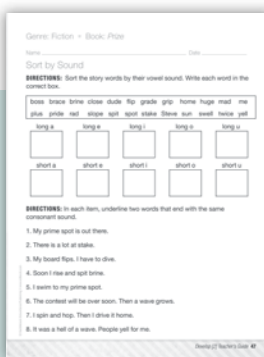 Genre: Fiction • Book: Prize
Name Date
Sort by Sound
DIRECTIONS: Sort the story words by their vowel sound. Write each word in the correct box.
boss brace brine close dude flip grade grip home huge mad me
plus pride rad slope spit spot stake Steve sun swell twice yell
long a long e long i long o long u
short a short e short i short o short u
DIRECTIONS: In each item, underline two words that end with the same
consonant sound.
1. My prime spot is out there.
2. There is a lot at stake.
3. My board flips. I have to dive.
4. Soon I rise and spit brine.
5. I swim to my prime spot.
6. The contest will be over soon. Then a wave grows.
7. I spin and hop. Then I drive it home.
8. It was a hell of a wave. People yell for me.
Teacher's Guide 41